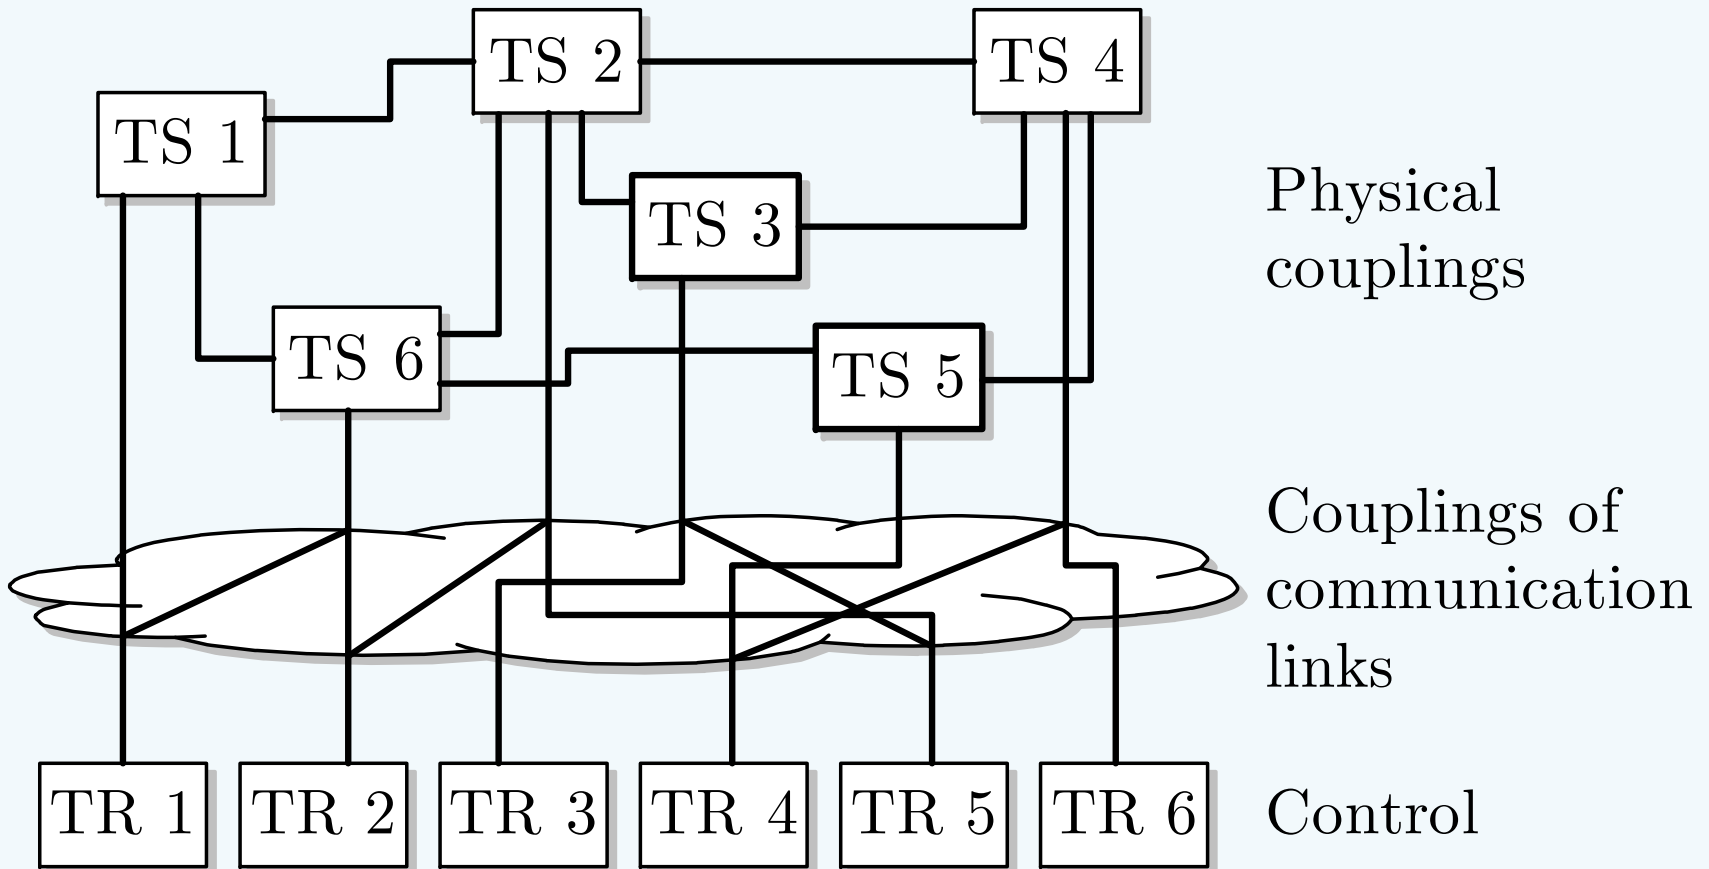 TS 2
TS 4
TS 1
TS 3
TS 6
TS 5
Physical
couplings
Couplings of
communication
links
TR 1
TR 2
TR 3
TR 4
TR 5
TR 6
Control